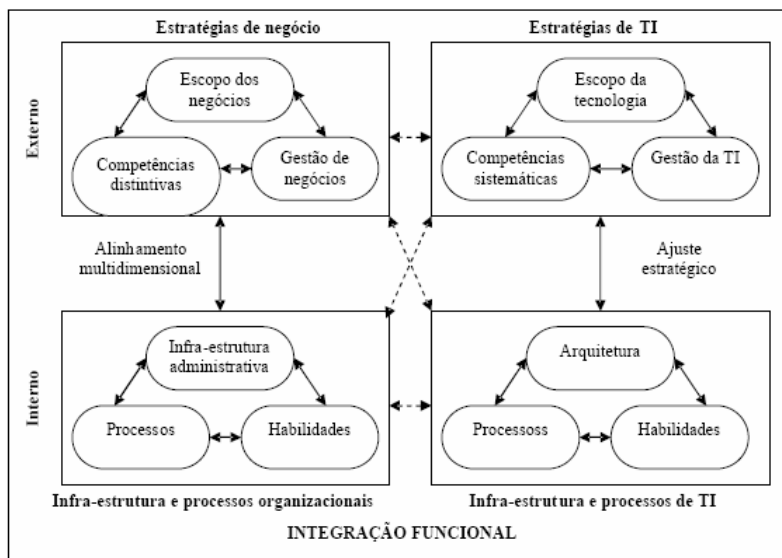 Estratégias de negócio
Estratégias de TI
Externo
Escopo dos
negócios
Competências
distintivas
Gestão de
negócios
Escopo da
tecnologia
Competências
sistemáticas
Gestão da TI
Alinhamento
multidimensional
Ajuste
estratégico
Interno
Infra-estrutura
administrativa
Processos
Habilidades
Arquitetura
Processoss
Habilidades
Infra-estrutura e processos organizacionais
Infra-estrutura e processos de TI
INTEGRAÇÃO FUNCIONAL